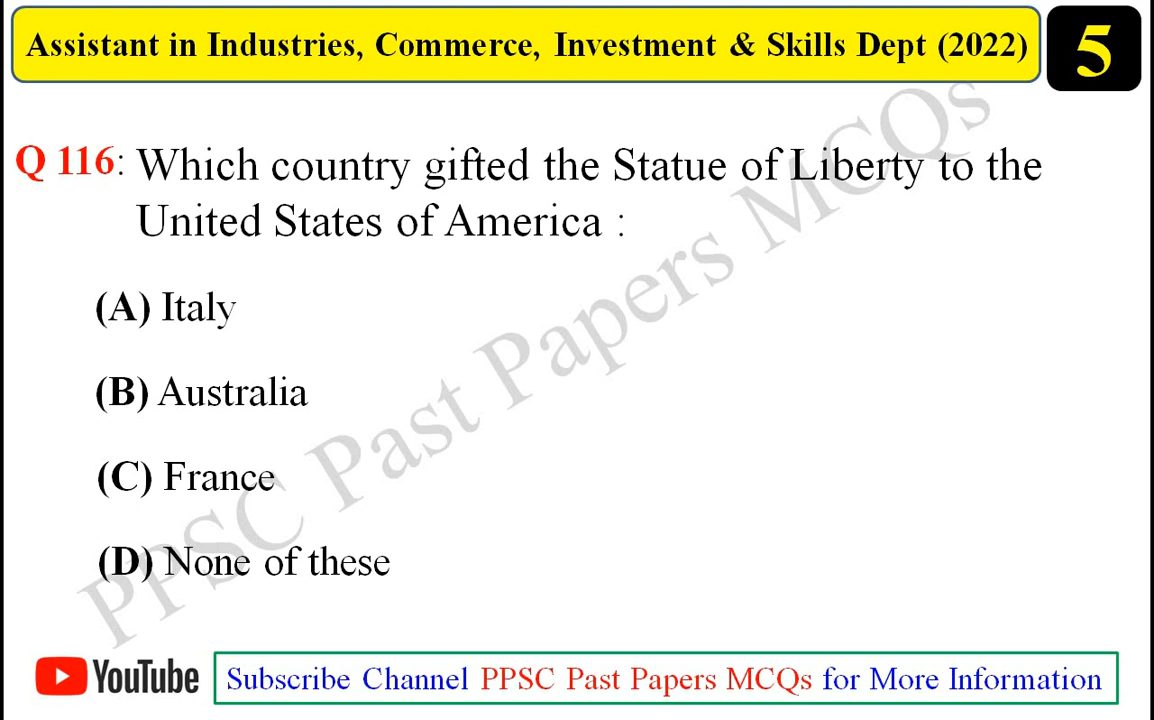 Assistant in Industries, Commerce, Investment & Skills Dept (2022)
5
Q 116: Which country gifted the Statue of Liberty to the
United States of America :
(A) Italy
(B) Australia
(C) France
(D) None of these
PPSC Past Papers MCQs
YouTube
Subscribe Channel PPSC Past Papers MCQs for More Information